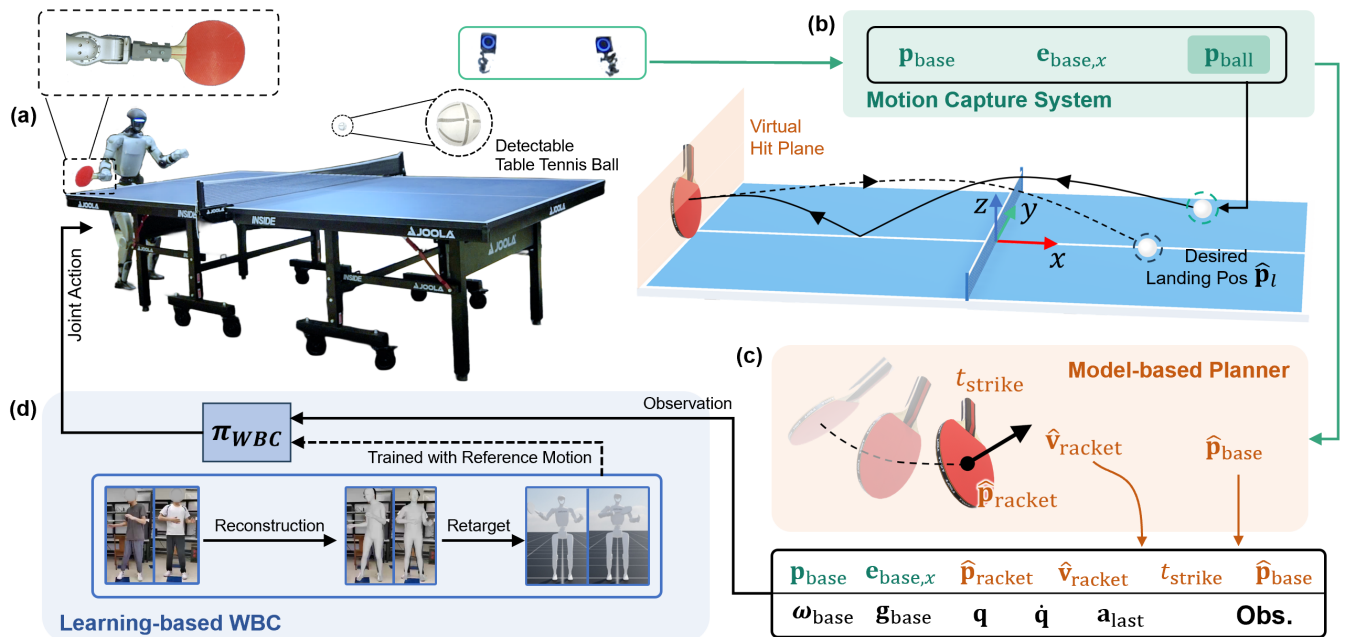 (a)
Detectable
Table Tennis Ball
JOOLA
INSIDE
INSIDE
JOOLA
JOOLA
JOOLA
Joint Action
(b)
p_base e_base,x p_ball
Motion Capture System
Virtual
Hit Plane
z
y
x
Desired
Landing Pos p̂_l
(c)
Model-based Planner
t_strike
v̂_racket
p̂_base
p̂_racket
(d)
π_WBC
Observation
Trained with Reference Motion
Reconstruction
Retarget
Learning-based WBC
p_base e_base,x p̂_racket v̂_racket t_strike p̂_base
ω_base g_base q q̇ a_last Obs.